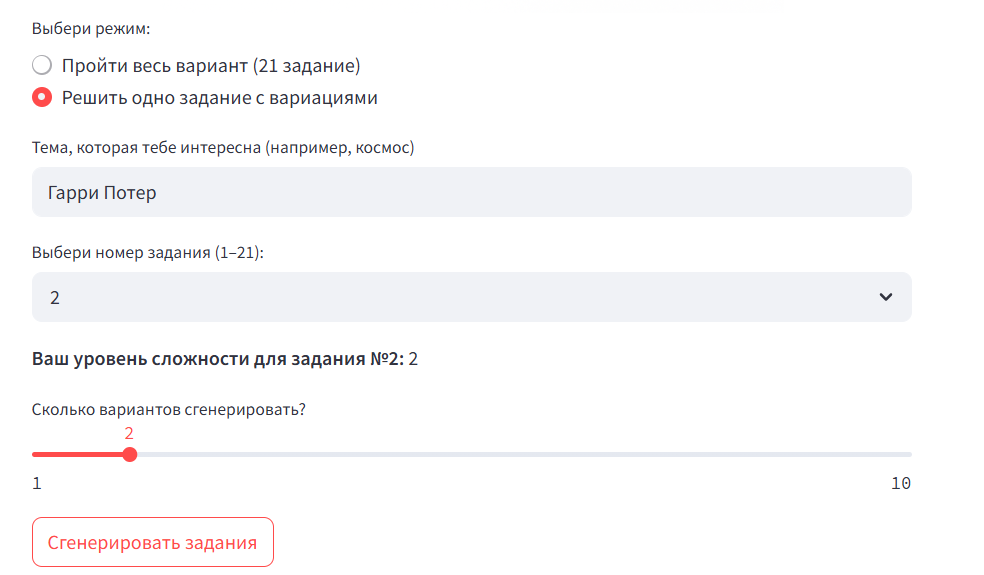 Выбери режим:
Пройти весь вариант (21 задание)
Решить одно задание с вариациями
Тема, которая тебе интересна (например, космос)
Гарри Потер
Выбери номер задания (1–21):
2
Ваш уровень сложности для задания №2: 2
Сколько вариантов сгенерировать?
2
1 10
Сгенерировать задания